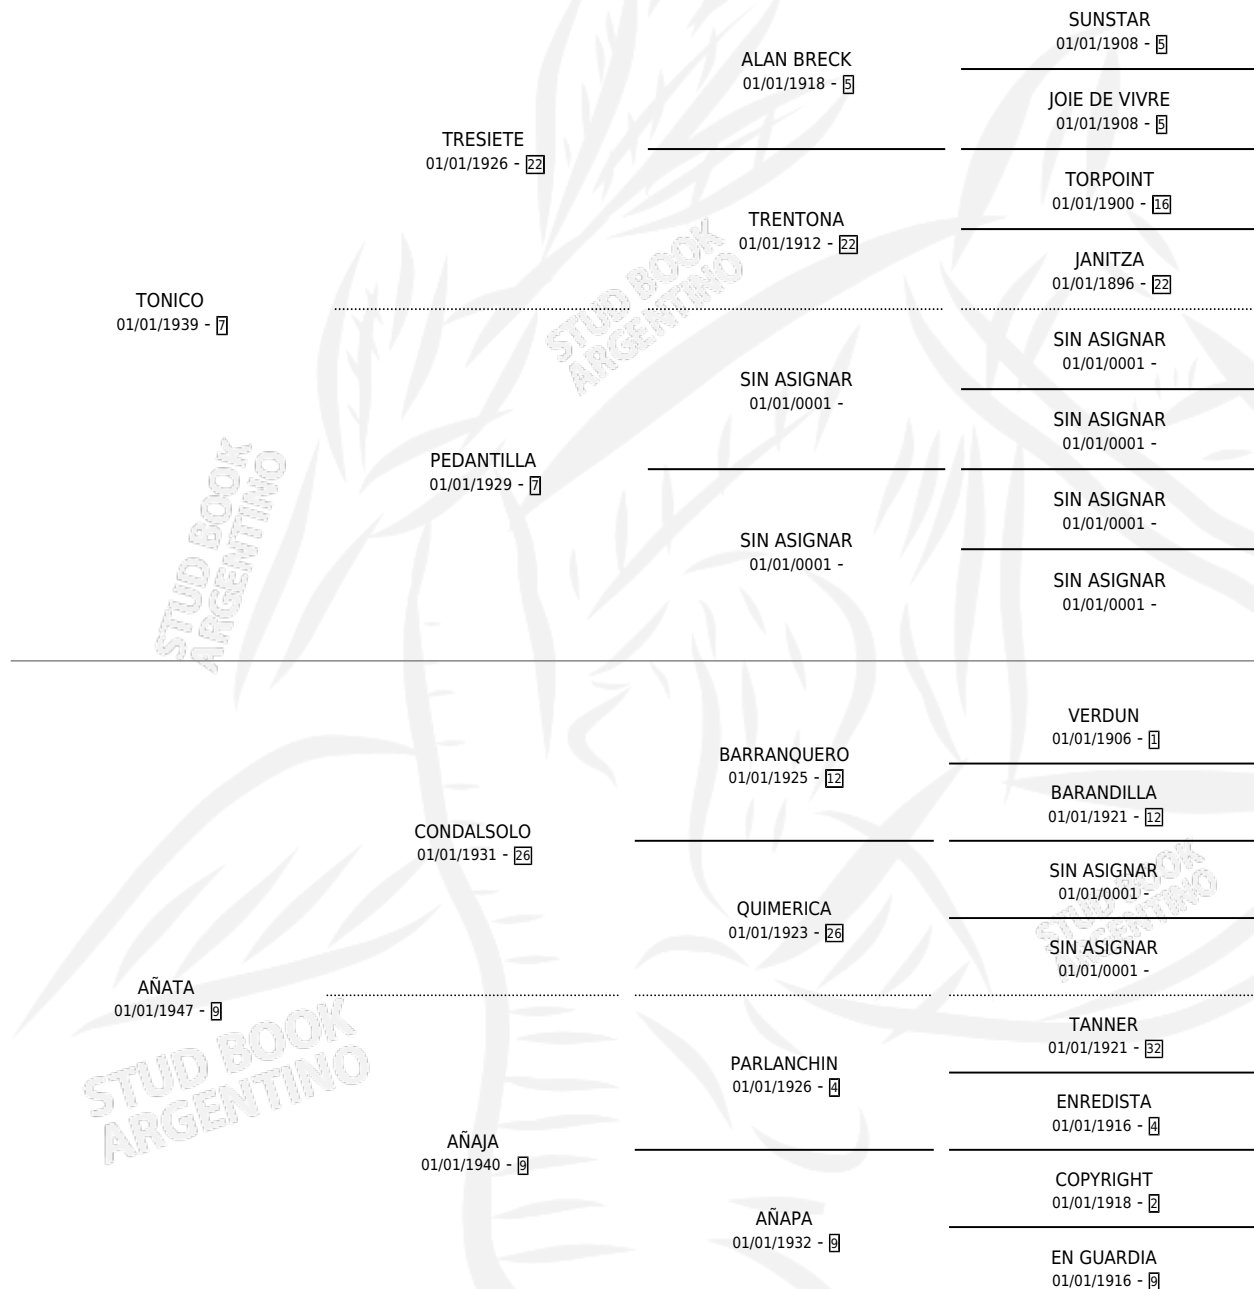 SUNSTAR
01/01/1908 - 5
ALAN BRECK
01/01/1918 - 5
JOIE DE VIVRE
01/01/1908 - 5
TRESIETE
01/01/1926 - 22
TORPOINT
01/01/1900 - 16
TRENTONA
01/01/1912 - 22
JANITZA
01/01/1896 - 22
TONICO
01/01/1939 - 7
SIN ASIGNAR
01/01/0001 -
SIN ASIGNAR
01/01/0001 -
SIN ASIGNAR
01/01/0001 -
PEDANTILLA
01/01/1929 - 7
SIN ASIGNAR
01/01/0001 -
SIN ASIGNAR
01/01/0001 -
SIN ASIGNAR
01/01/0001 -
STUD BOOK
ARGENTINO
STUD BOOK
ARGENTINO
VERDUN
01/01/1906 - 1
BARRANQUERO
01/01/1925 - 12
BARANDILLA
01/01/1921 - 12
CONDALSOLO
01/01/1931 - 26
SIN ASIGNAR
01/01/0001 -
QUIMERICA
01/01/1923 - 26
SIN ASIGNAR
01/01/0001 -
STUD BOOK
ARGENTINO
AÑATA
01/01/1947 - 9
TANNER
01/01/1921 - 32
PARLANCHIN
01/01/1926 - 4
ENREDISTA
01/01/1916 - 4
AÑAJA
01/01/1940 - 9
COPYRIGHT
01/01/1918 - 2
AÑAPA
01/01/1932 - 9
EN GUARDIA
01/01/1916 - 9
STUD BOOK
ARGENTINO